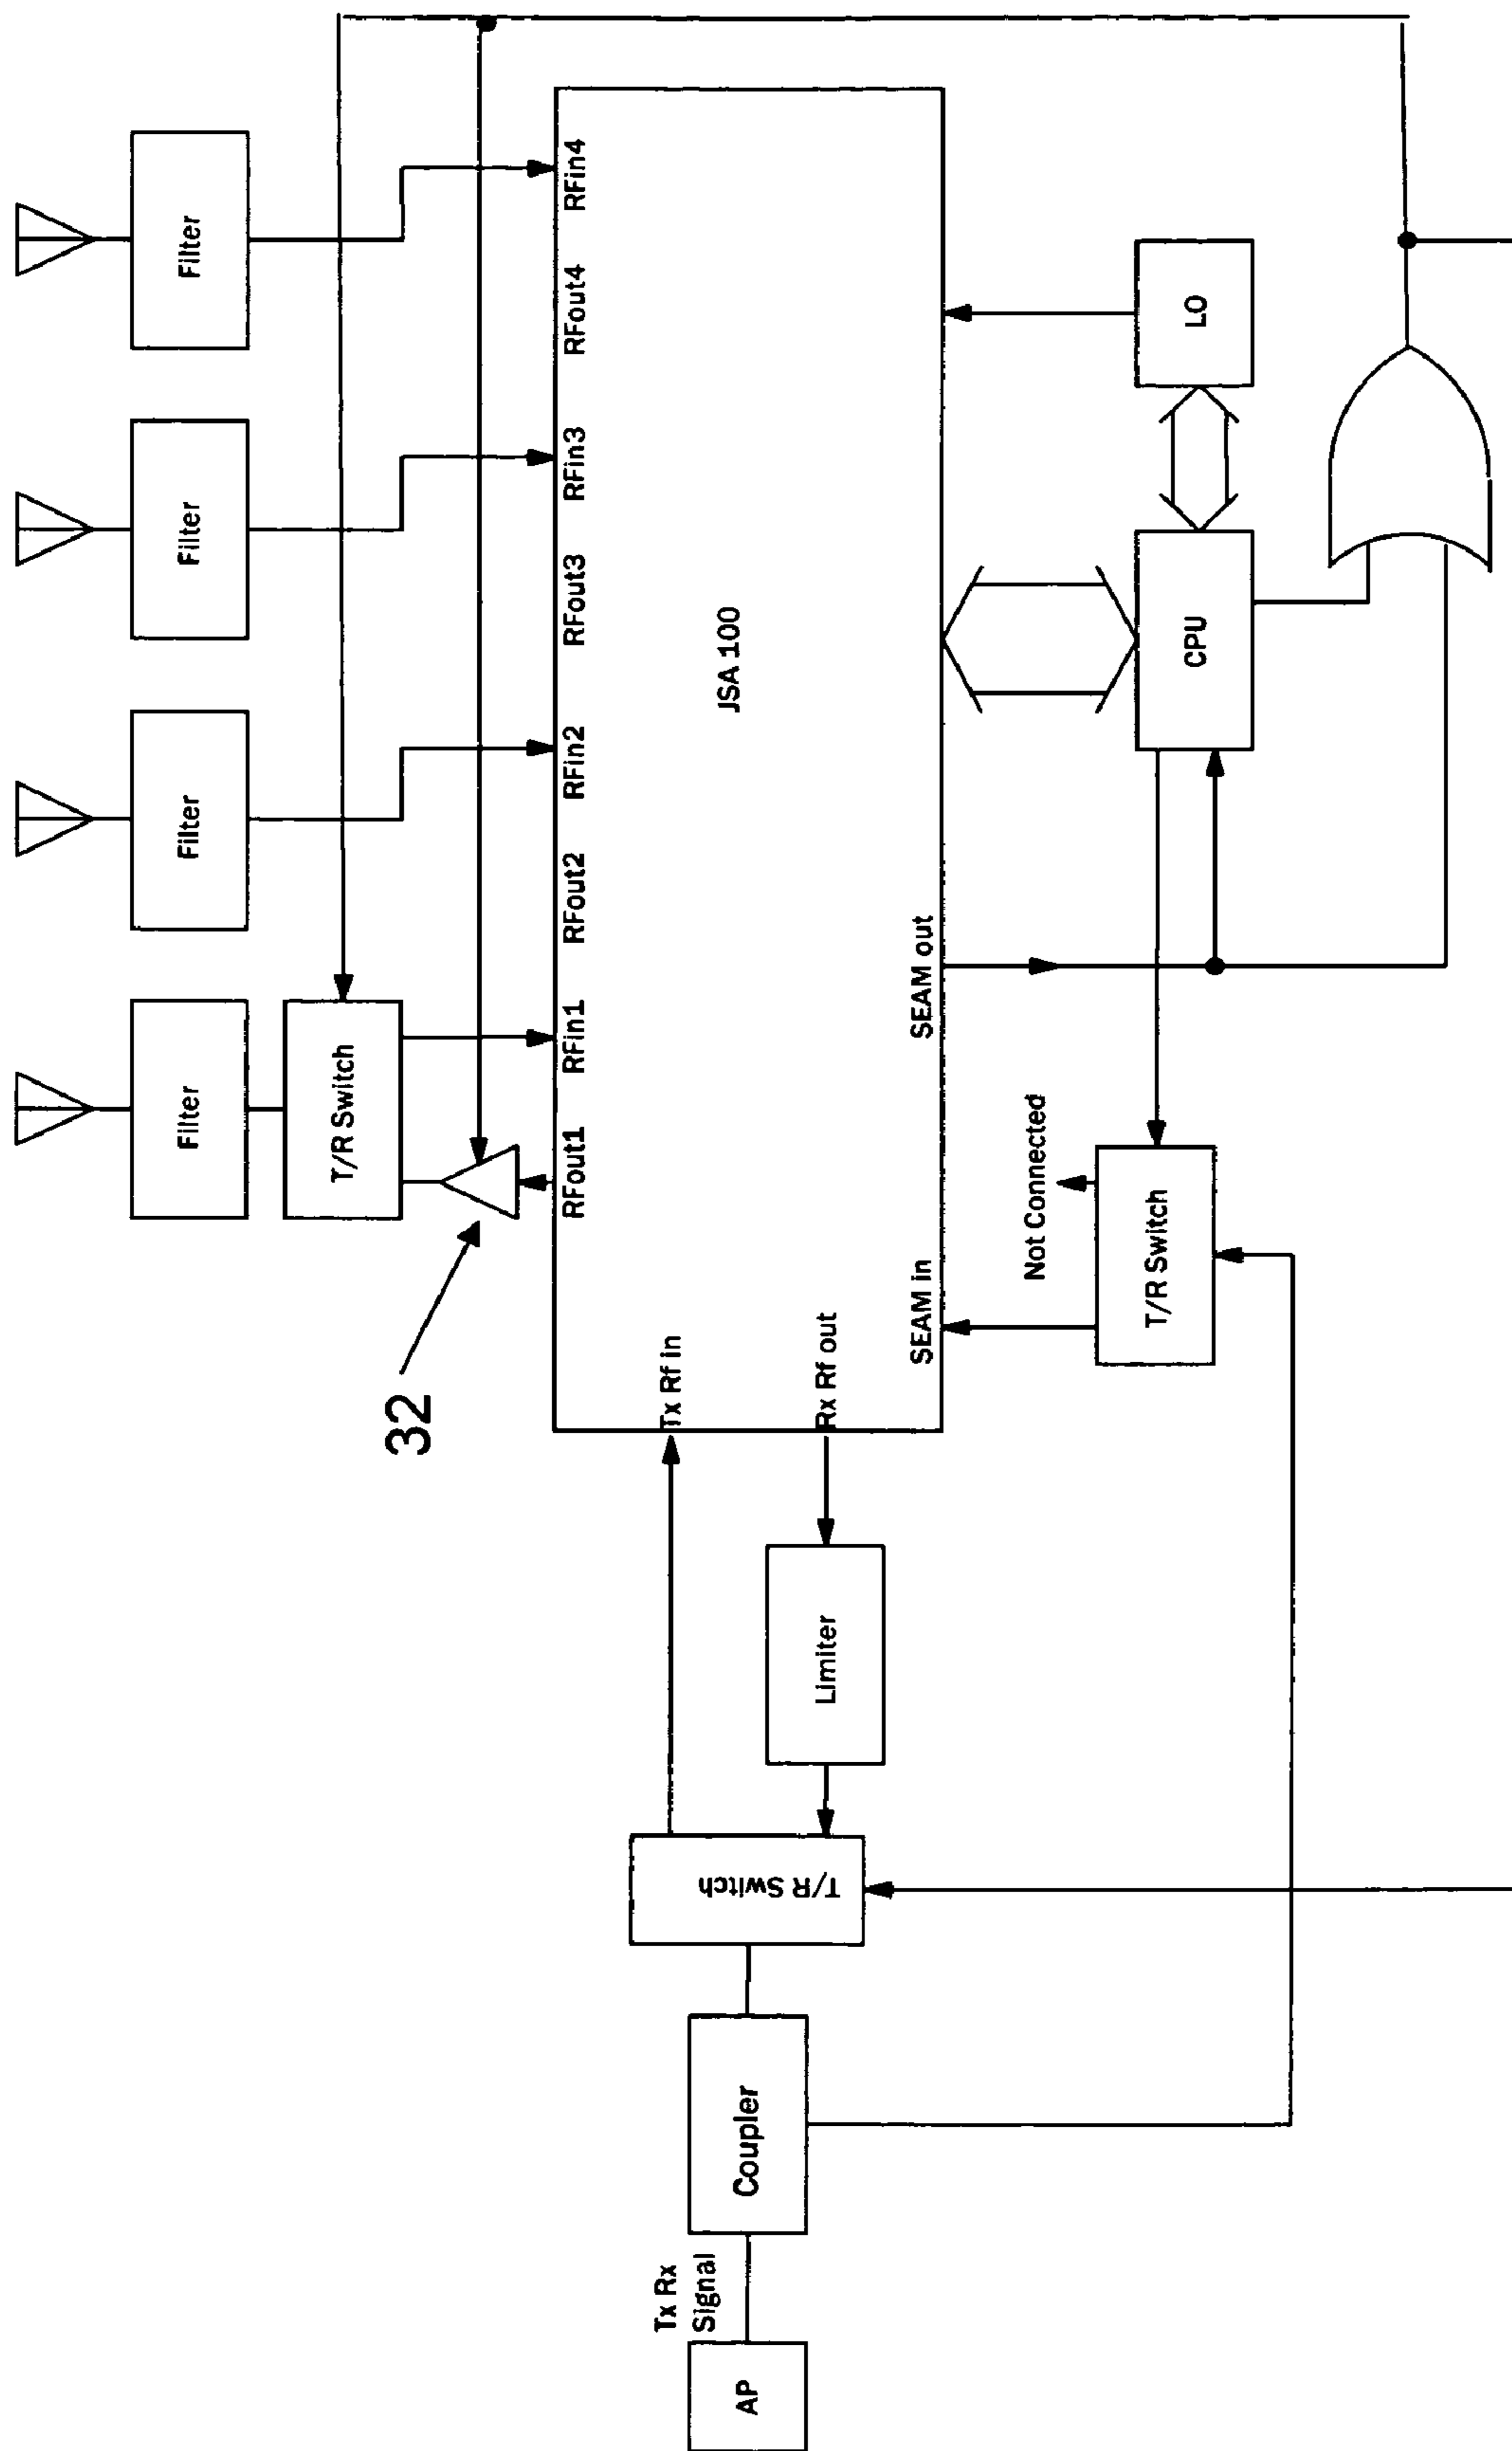 Filter
Filter
Filter
Filter
T/R Switch
32
RFout1
RFin1
RFout2
RFin2
RFout3
RFin3
RFout4
RFin4
JSA 100
Tx Rf in
Rx Rf out
SEAM in
SEAM out
AP
Tx Rx
Signal
Coupler
T/R Switch
Limiter
Not Connected
T/R Switch
CPU
LO